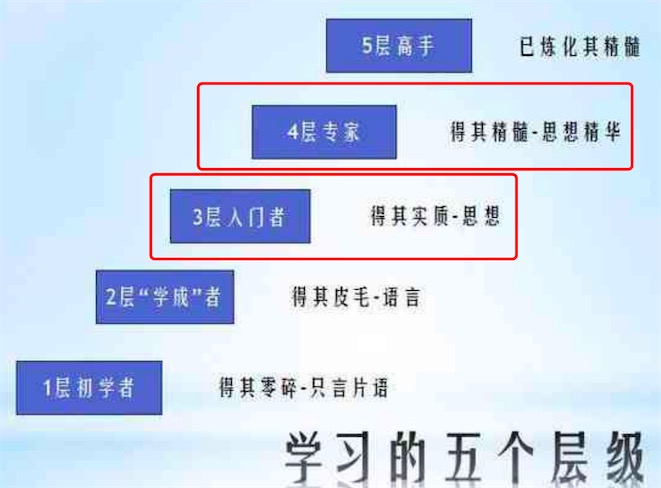 5层高手 已炼化其精髓
4层专家 得其精髓-思想精华
3层入门者 得其实质-思想
2层“学成”者 得其皮毛-语言
1层初学者 得其零碎-只言片语
学习的五个层级